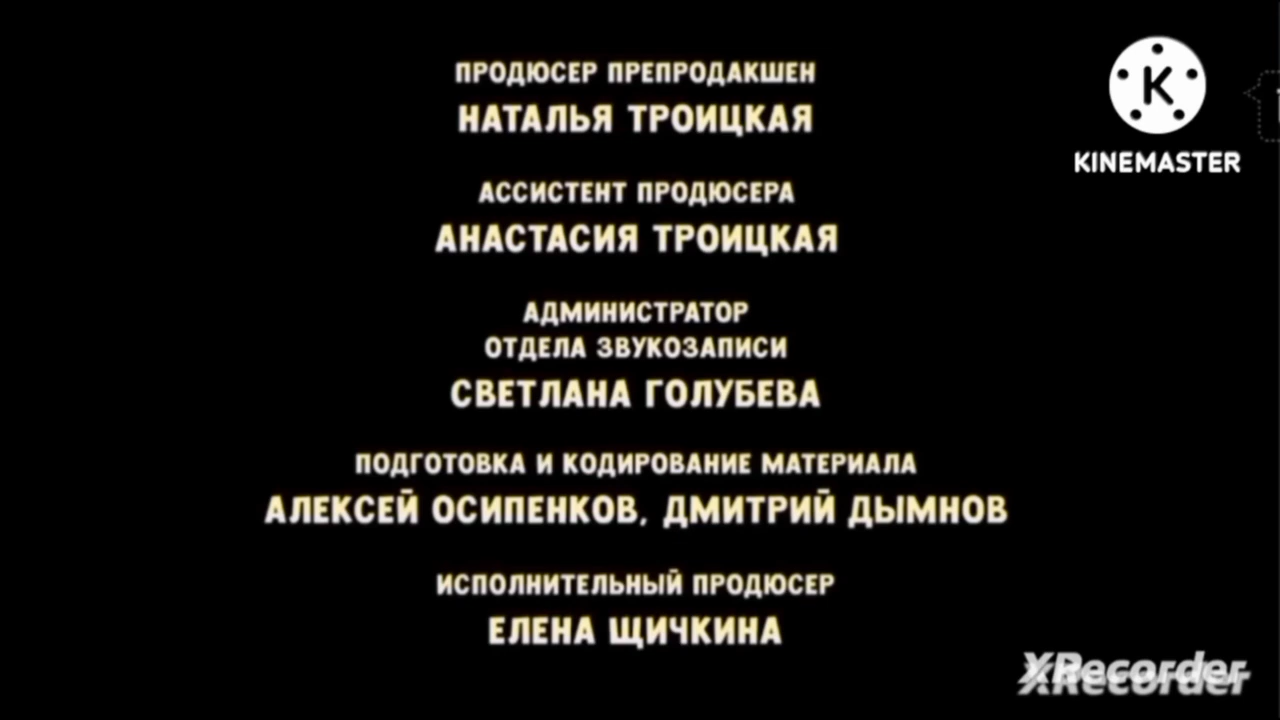 ПРОДЮСЕР ПРЕПРОДАКШЕН
НАТАЛЬЯ ТРОИЦКАЯ
АССИСТЕНТ ПРОДЮСЕРА
АНАСТАСИЯ ТРОИЦКАЯ
АДМИНИСТРАТОР
ОТДЕЛА ЗВУКОЗАПИСИ
СВЕТЛАНА ГОЛУБЕВА
ПОДГОТОВКА И КОДИРОВАНИЕ МАТЕРИАЛА
АЛЕКСЕЙ ОСИПЕНКОВ, ДМИТРИЙ ДЫМНОВ
ИСПОЛНИТЕЛЬНЫЙ ПРОДЮСЕР
ЕЛЕНА ЩИЧКИНА
K
KINEMASTER
XRecorder
XRecorder